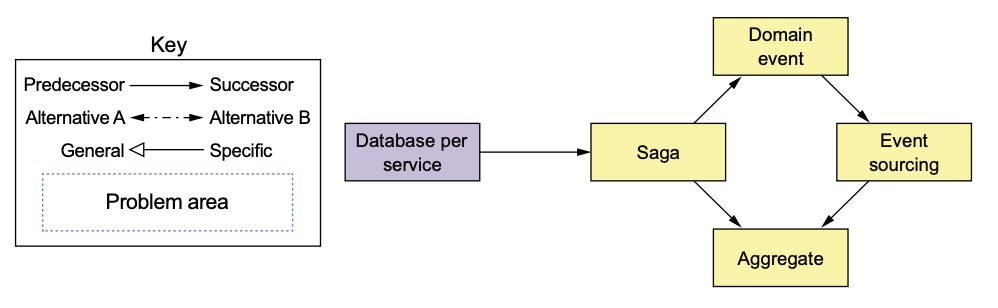 Key
Predecessor Successor
Alternative A Alternative B
General Specific
Problem area
Database per
service
Saga
Domain
event
Event
sourcing
Aggregate